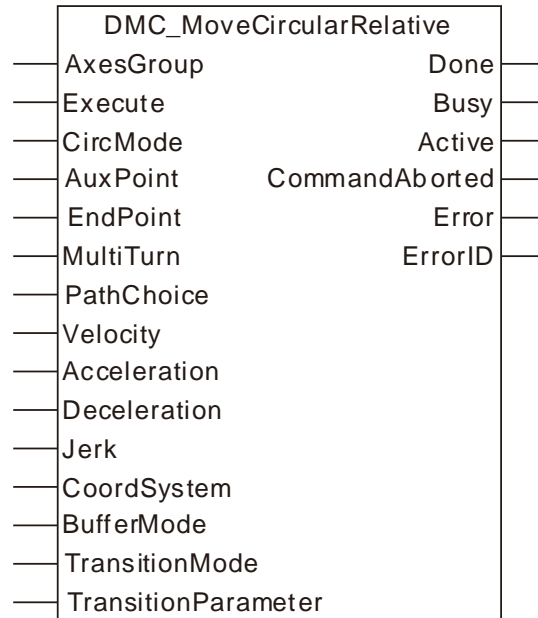 DMC_MoveCircularRelative
AxesGroup Done
Execute Busy
CircMode Active
AuxPoint CommandAborted
EndPoint Error
MultiTurn ErrorID
PathChoice
Velocity
Acceleration
Deceleration
Jerk
CoordSystem
BufferMode
TransitionMode
TransitionParameter